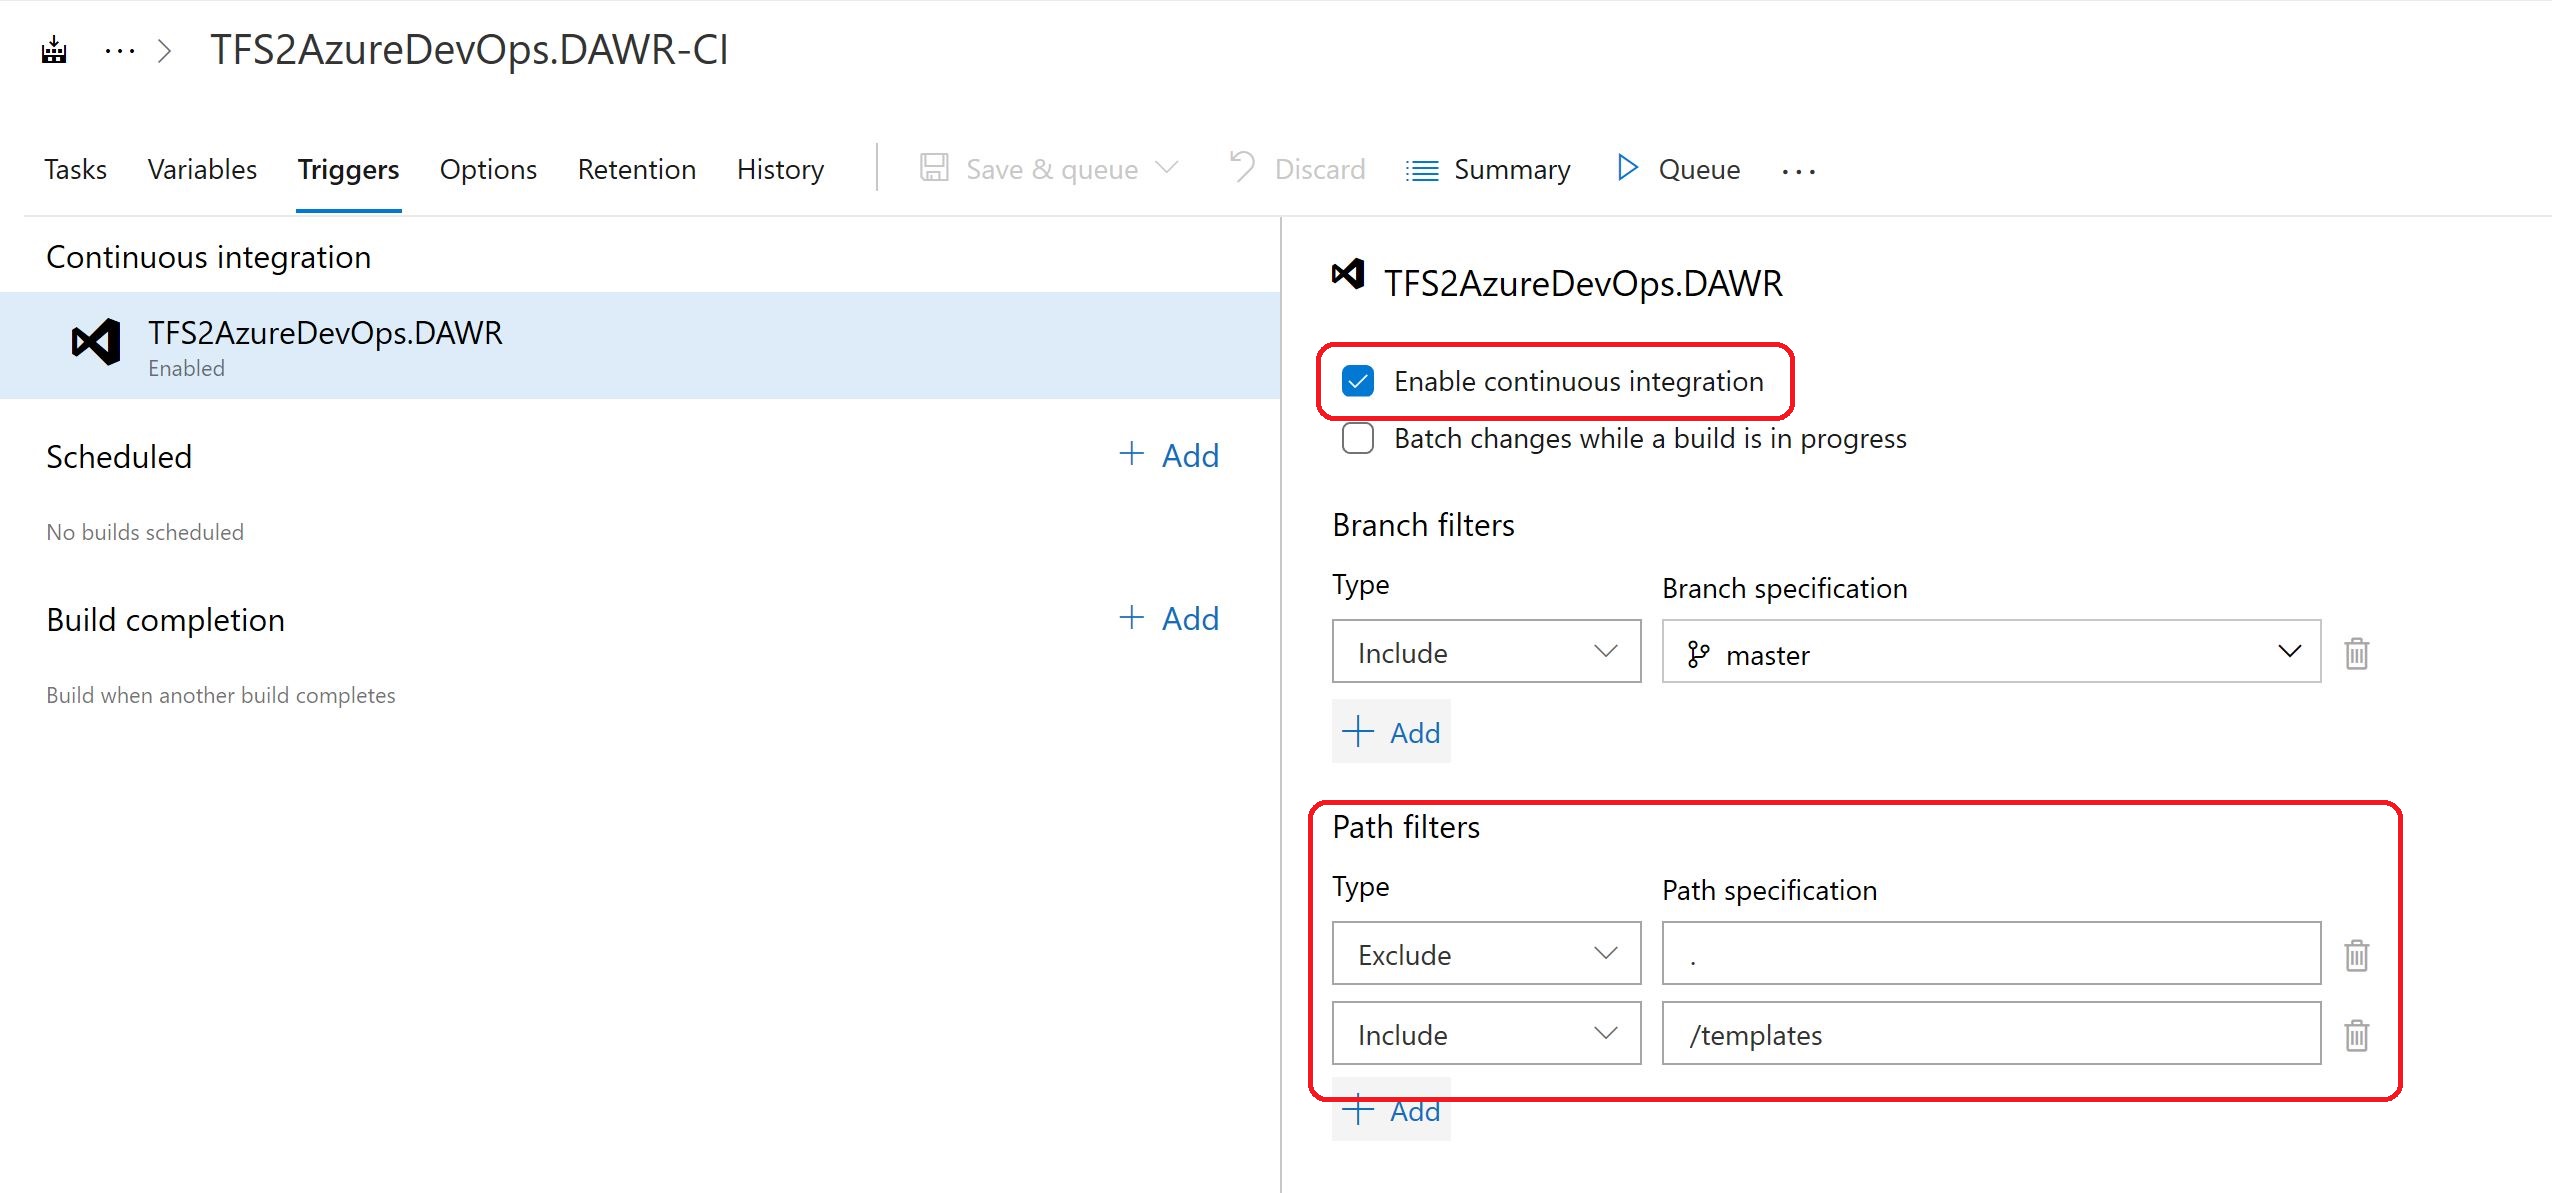 TFS2AzureDevOps.DAWR-CI
Tasks Variables Triggers Options Retention History Save & queue Discard Summary Queue ...
Continuous integration
TFS2AzureDevOps.DAWR
Enabled
Scheduled + Add
No builds scheduled
Build completion + Add
Build when another build completes
TFS2AzureDevOps.DAWR
Enable continuous integration
Batch changes while a build is in progress
Branch filters
Type Branch specification
Include master
+ Add
Path filters
Type Path specification
Exclude .
Include /templates
+ Add